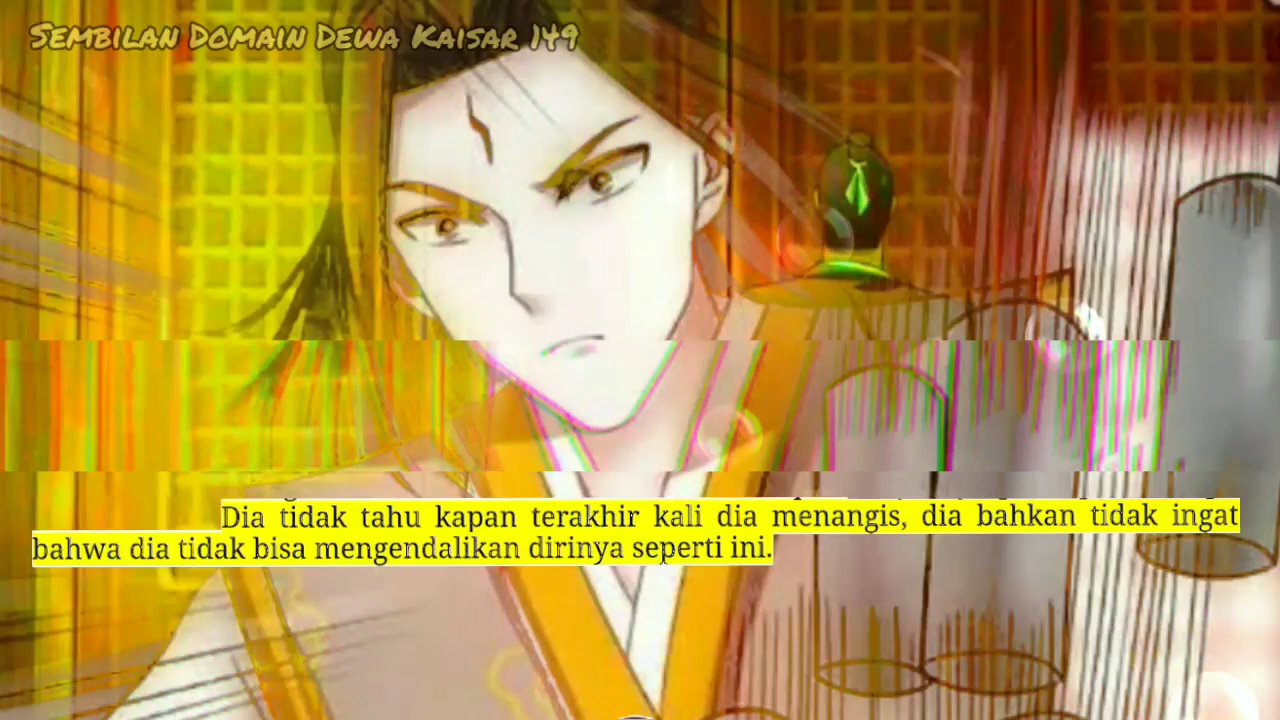 Sembilan Domain Dewa Kaisar 149
Dia tidak tahu kapan terakhir kali dia menangis, dia bahkan tidak ingat
bahwa dia tidak bisa mengendalikan dirinya seperti ini.